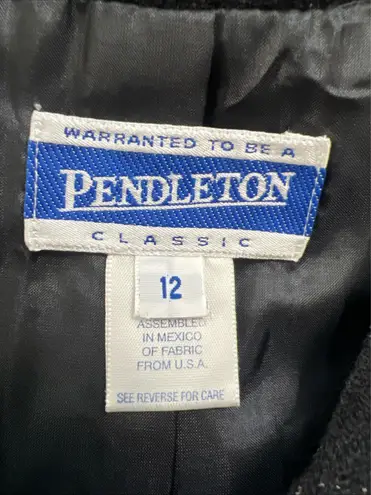 WARRANTED TO BE A
PENDLETON
CLASSIC
12
ASSEMBLED
IN MEXICO
OF FABRIC
FROM U.S.A.
SEE REVERSE FOR CARE